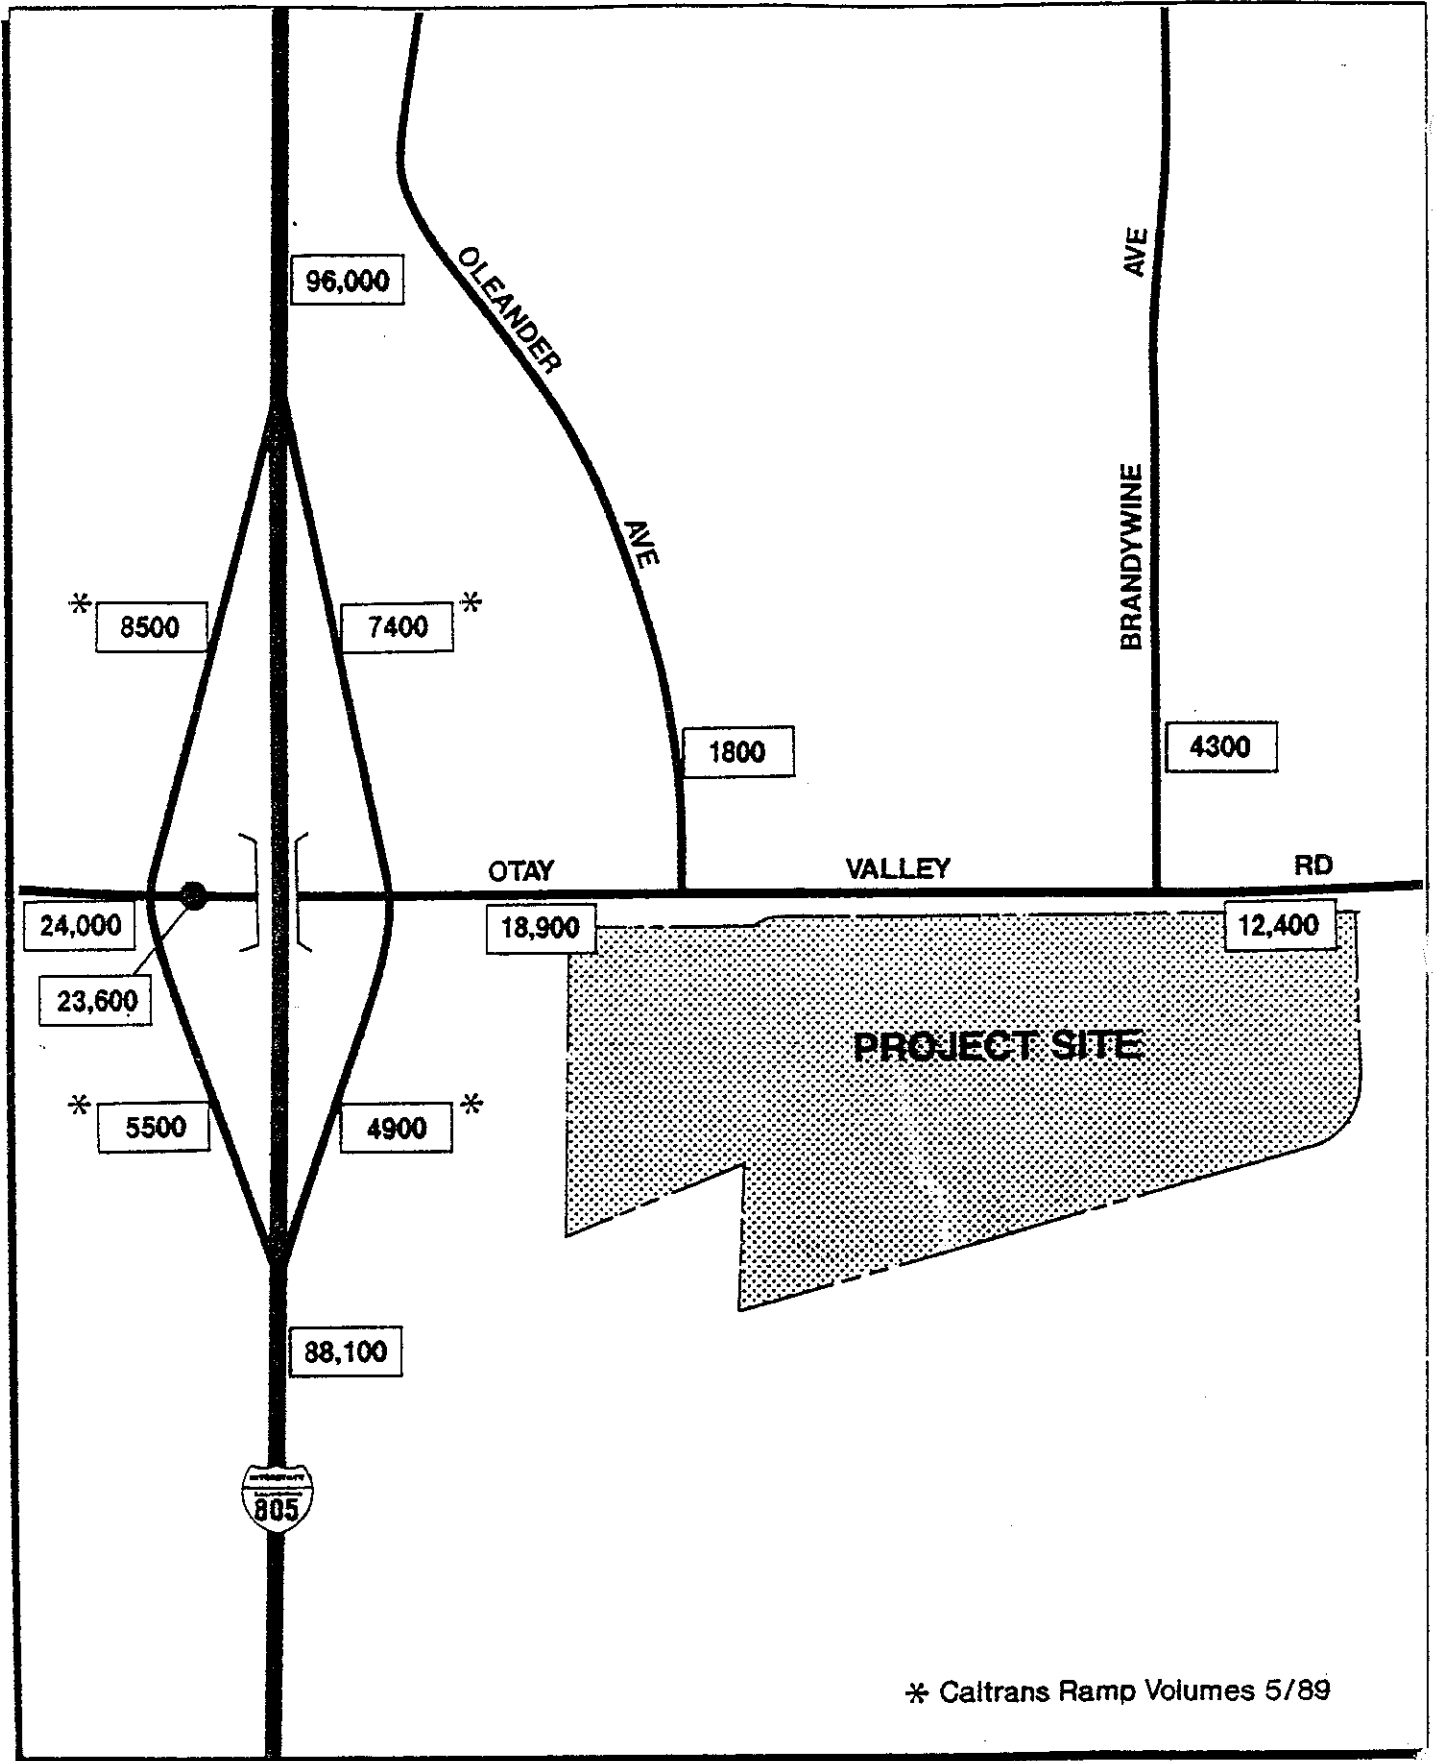 96,000
OLEANDER
AVE
AVE
BRANDYWINE
* 8500
7400 *
1800
4300
OTAY VALLEY RD
24,000
18,900
12,400
23,600
PROJECT SITE
* 5500
4900 *
88,100
INTERSTATE
805
* Caltrans Ramp Volumes 5/89